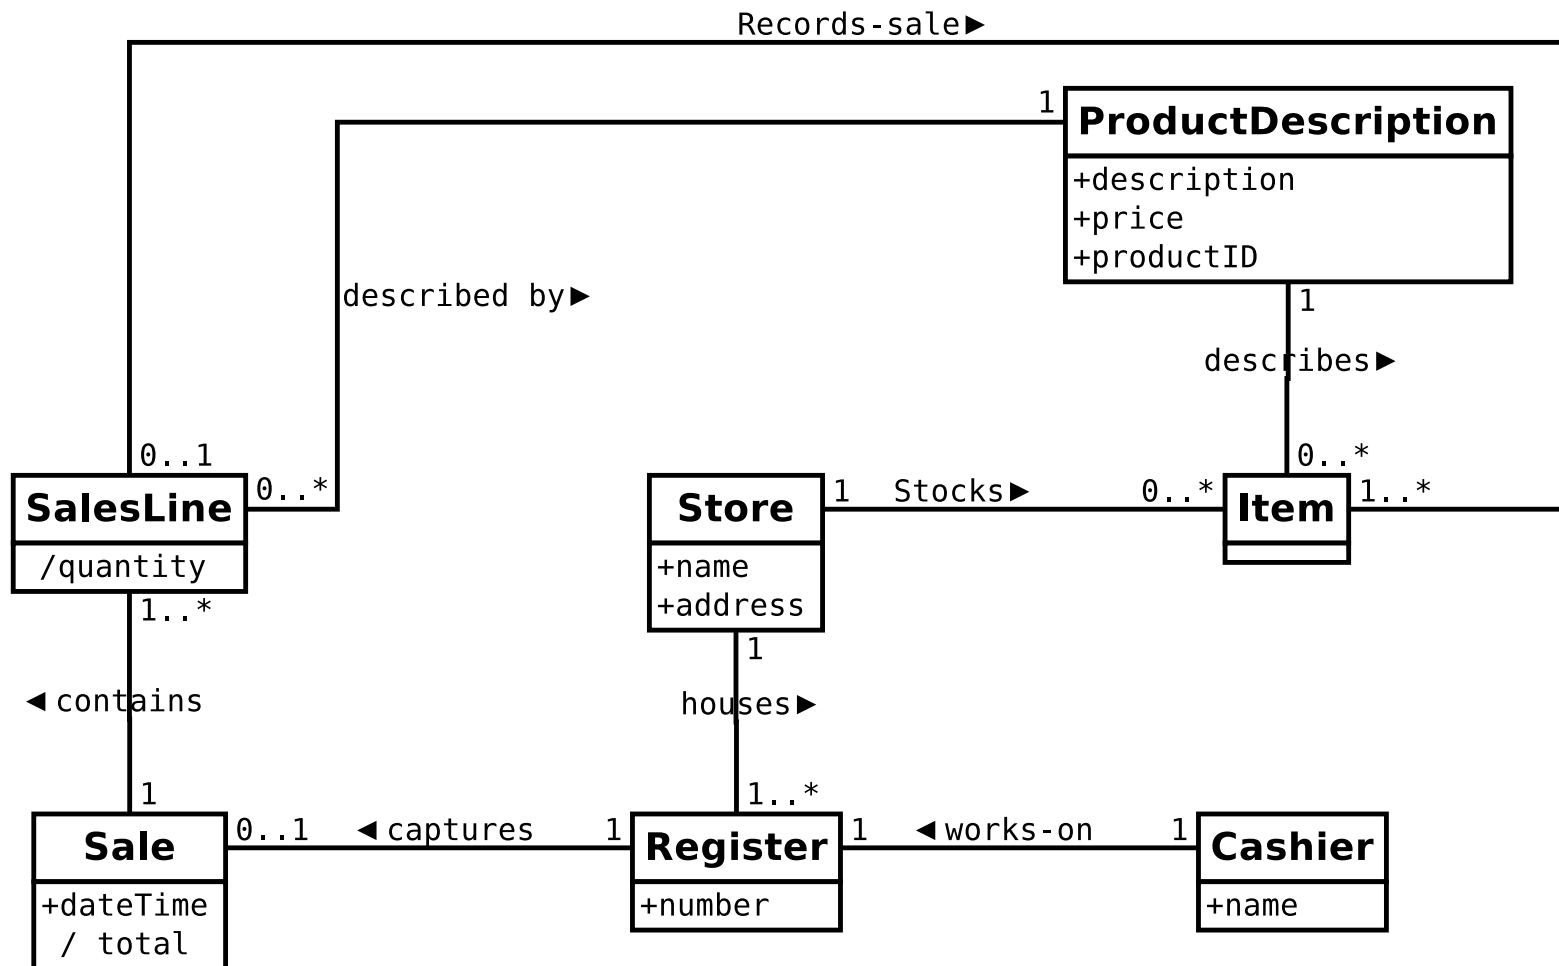 Records-sale►
1
ProductDescription
+description
+price
+productID
described by►
1
describes►
0..1
0..*
SalesLine
0..*
/quantity
1..*
Store
1
Stocks►
0..*
Item
1..*
+name
+address
1
◄contains
houses►
1
1..*
Sale
0..1
◄captures
1
Register
1
◄works-on
1
Cashier
+dateTime
/ total
+number
+name